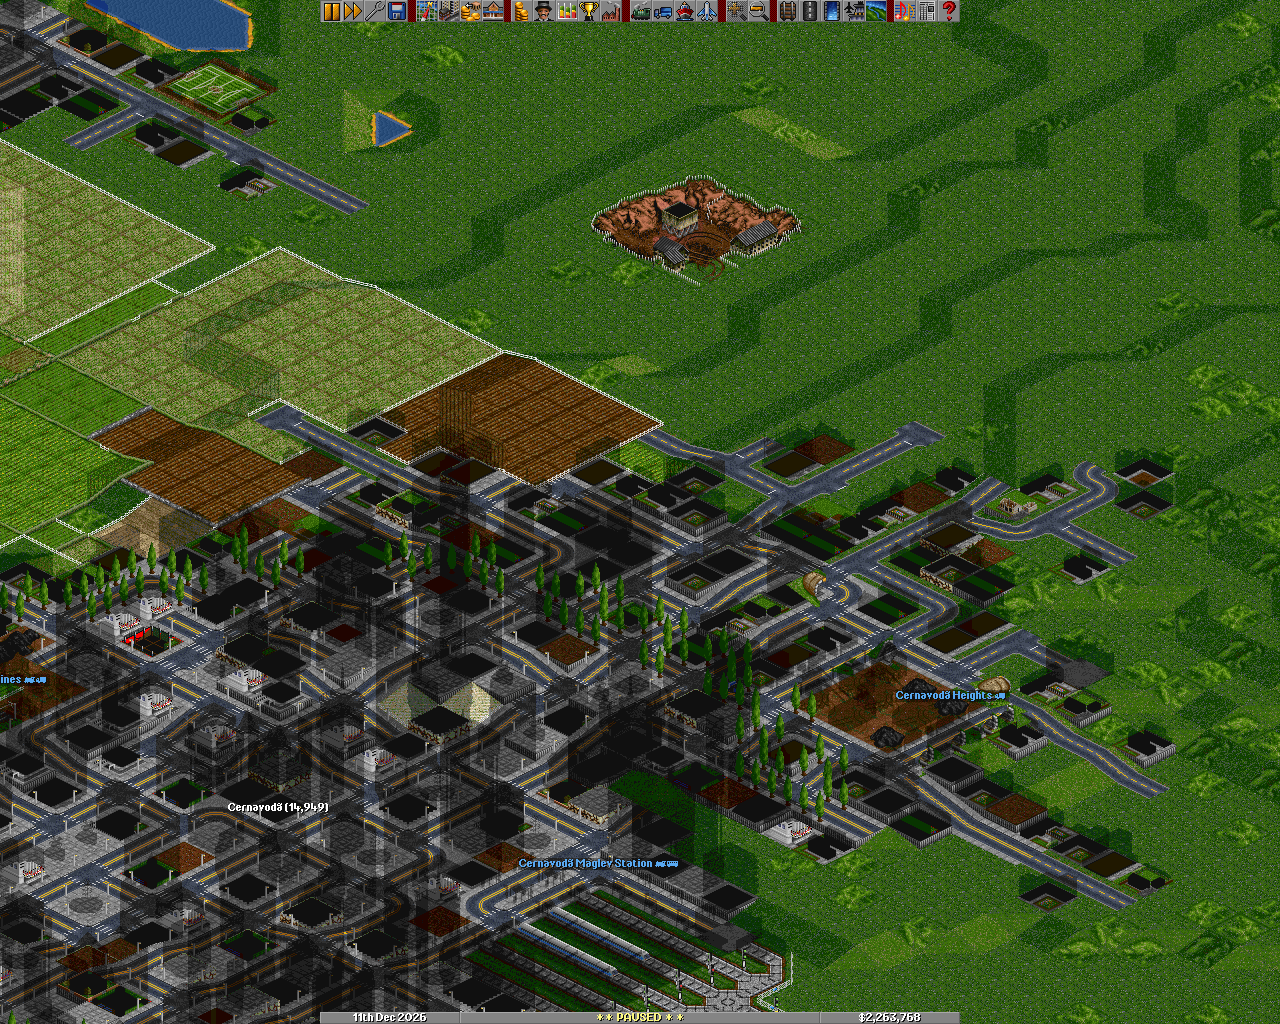 ines
Cernavodă Heights
Cernavodă (14,949)
Cernavodă Maglev Station
11th Dec 2026
* * PAUSED * *
$2,263,768